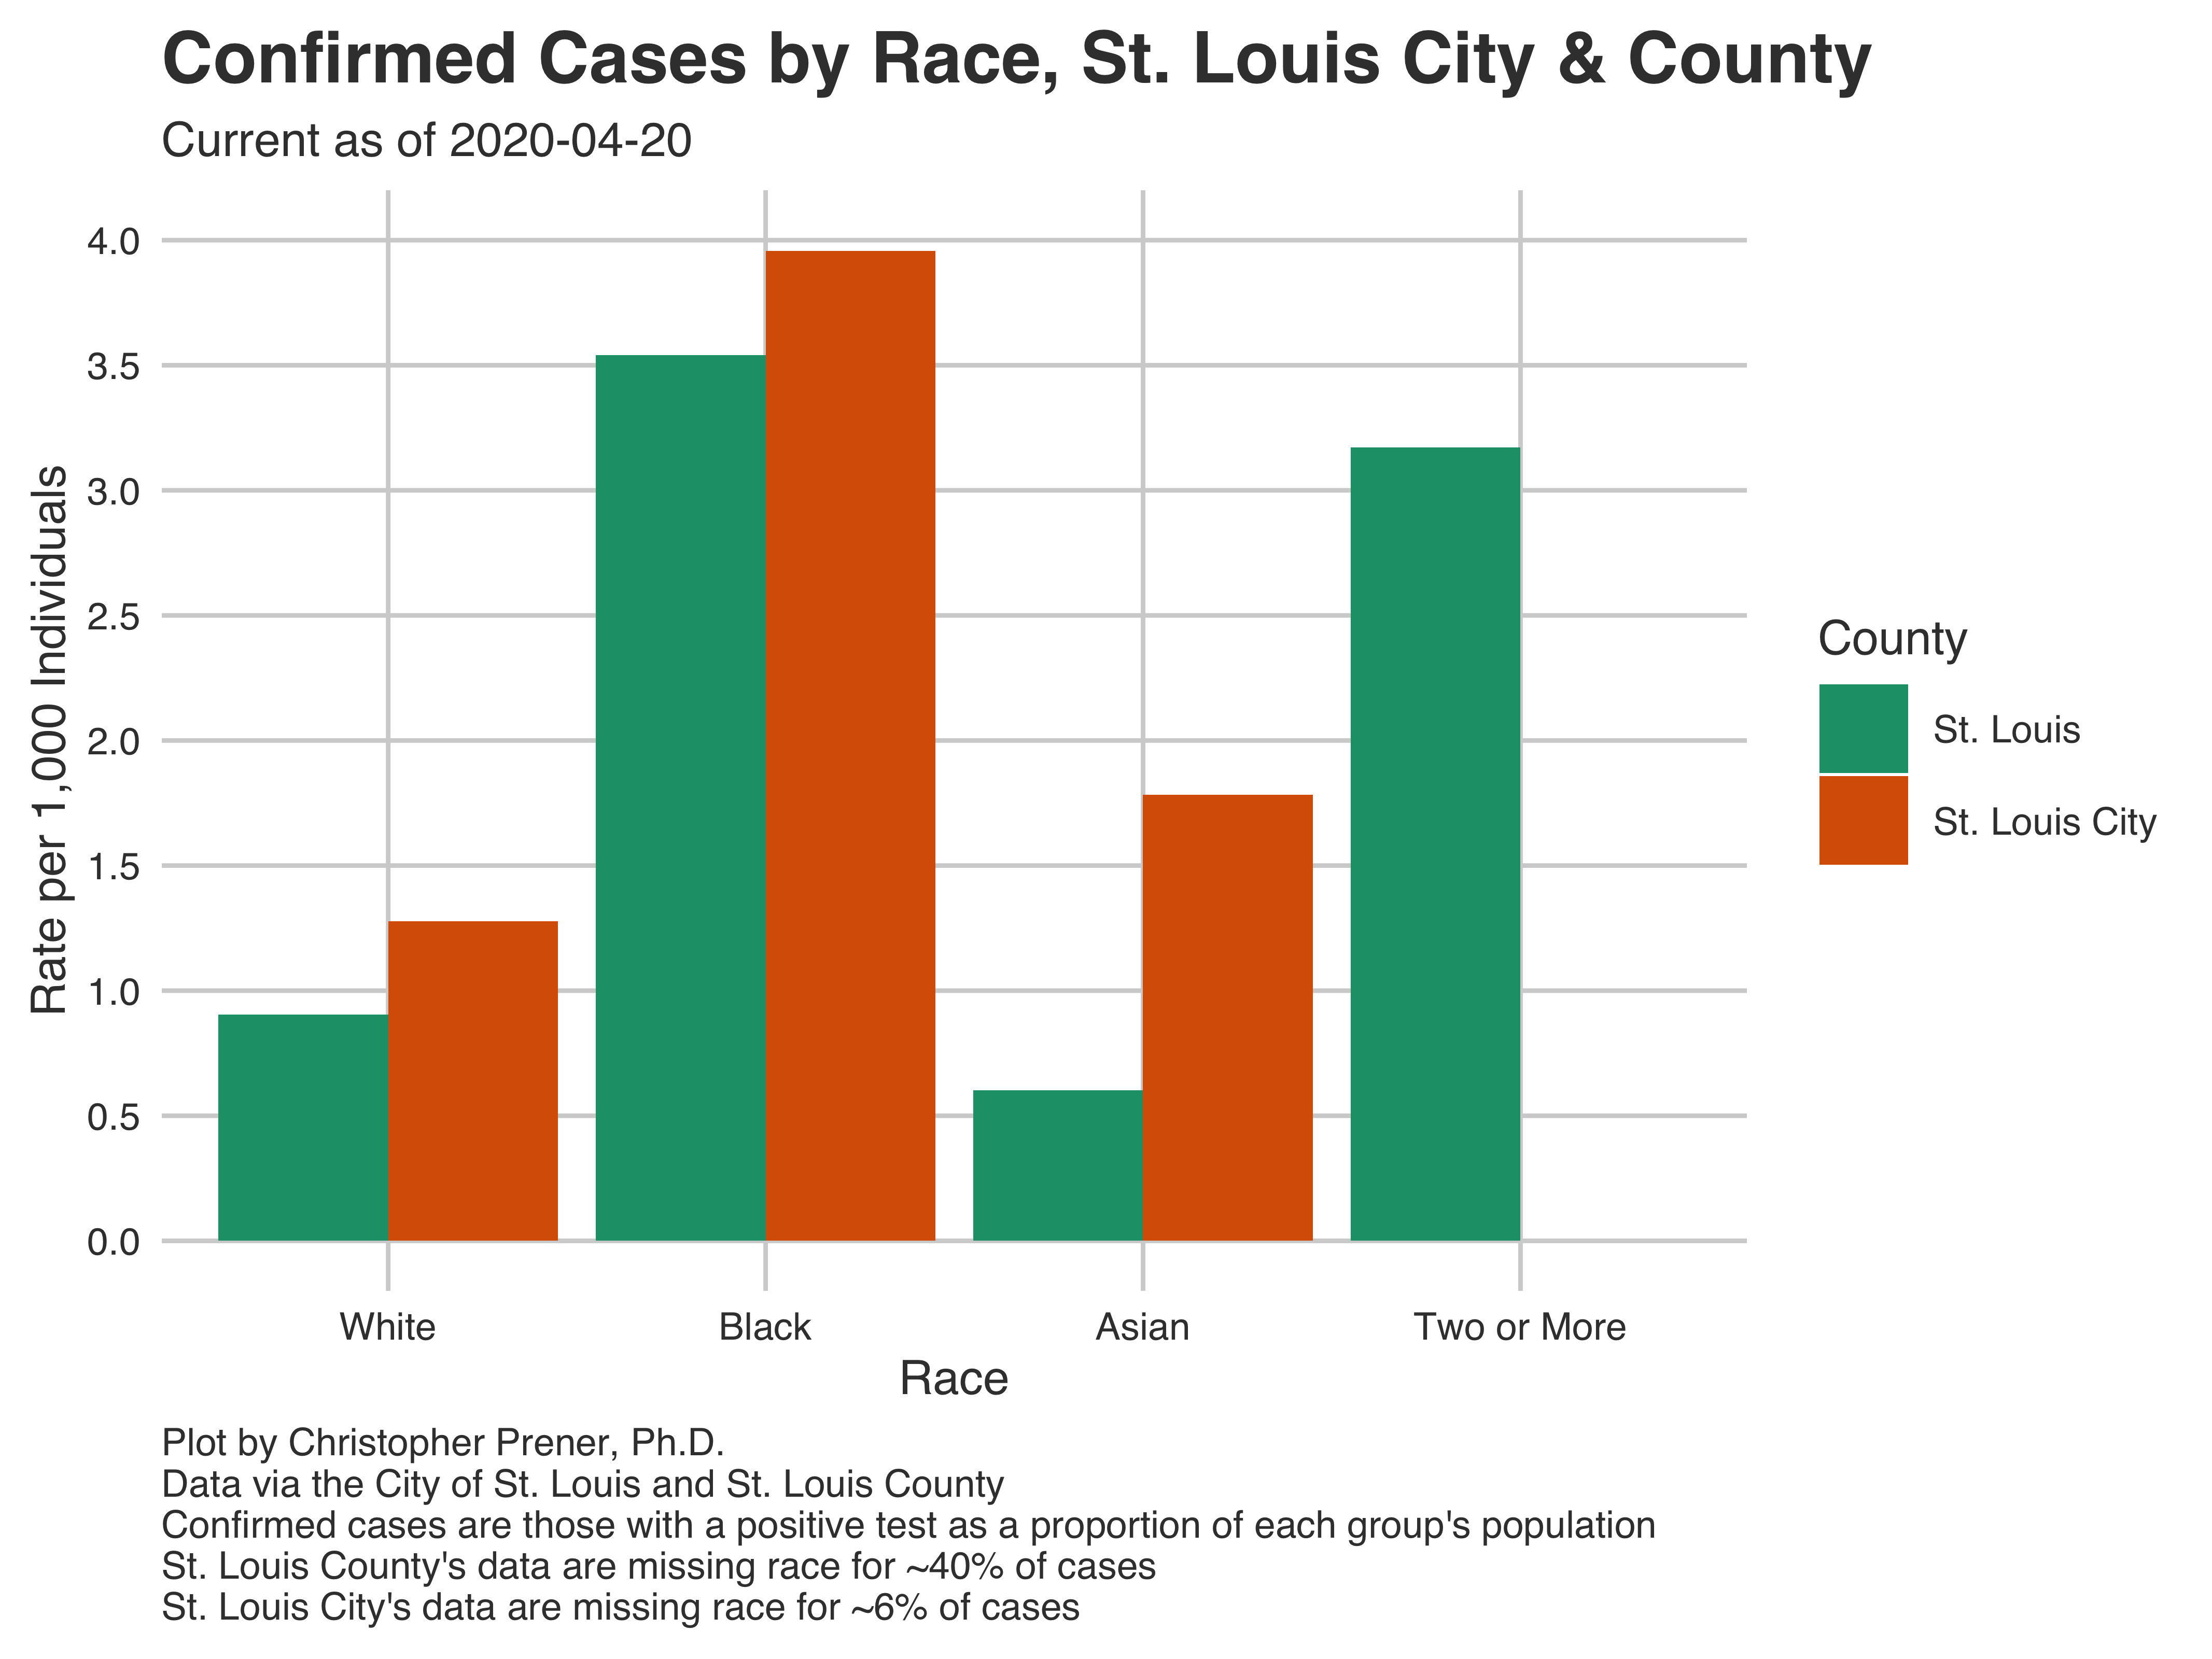 Confirmed Cases by Race, St. Louis City & County
Current as of 2020-04-20
Rate per 1,000 Individuals
4.0
3.5
3.0
2.5
2.0
1.5
1.0
0.5
0.0
White
Black
Asian
Two or More
Race
County
St. Louis
St. Louis City
Plot by Christopher Prener, Ph.D.
Data via the City of St. Louis and St. Louis County
Confirmed cases are those with a positive test as a proportion of each group's population
St. Louis County's data are missing race for ~40% of cases
St. Louis City's data are missing race for ~6% of cases